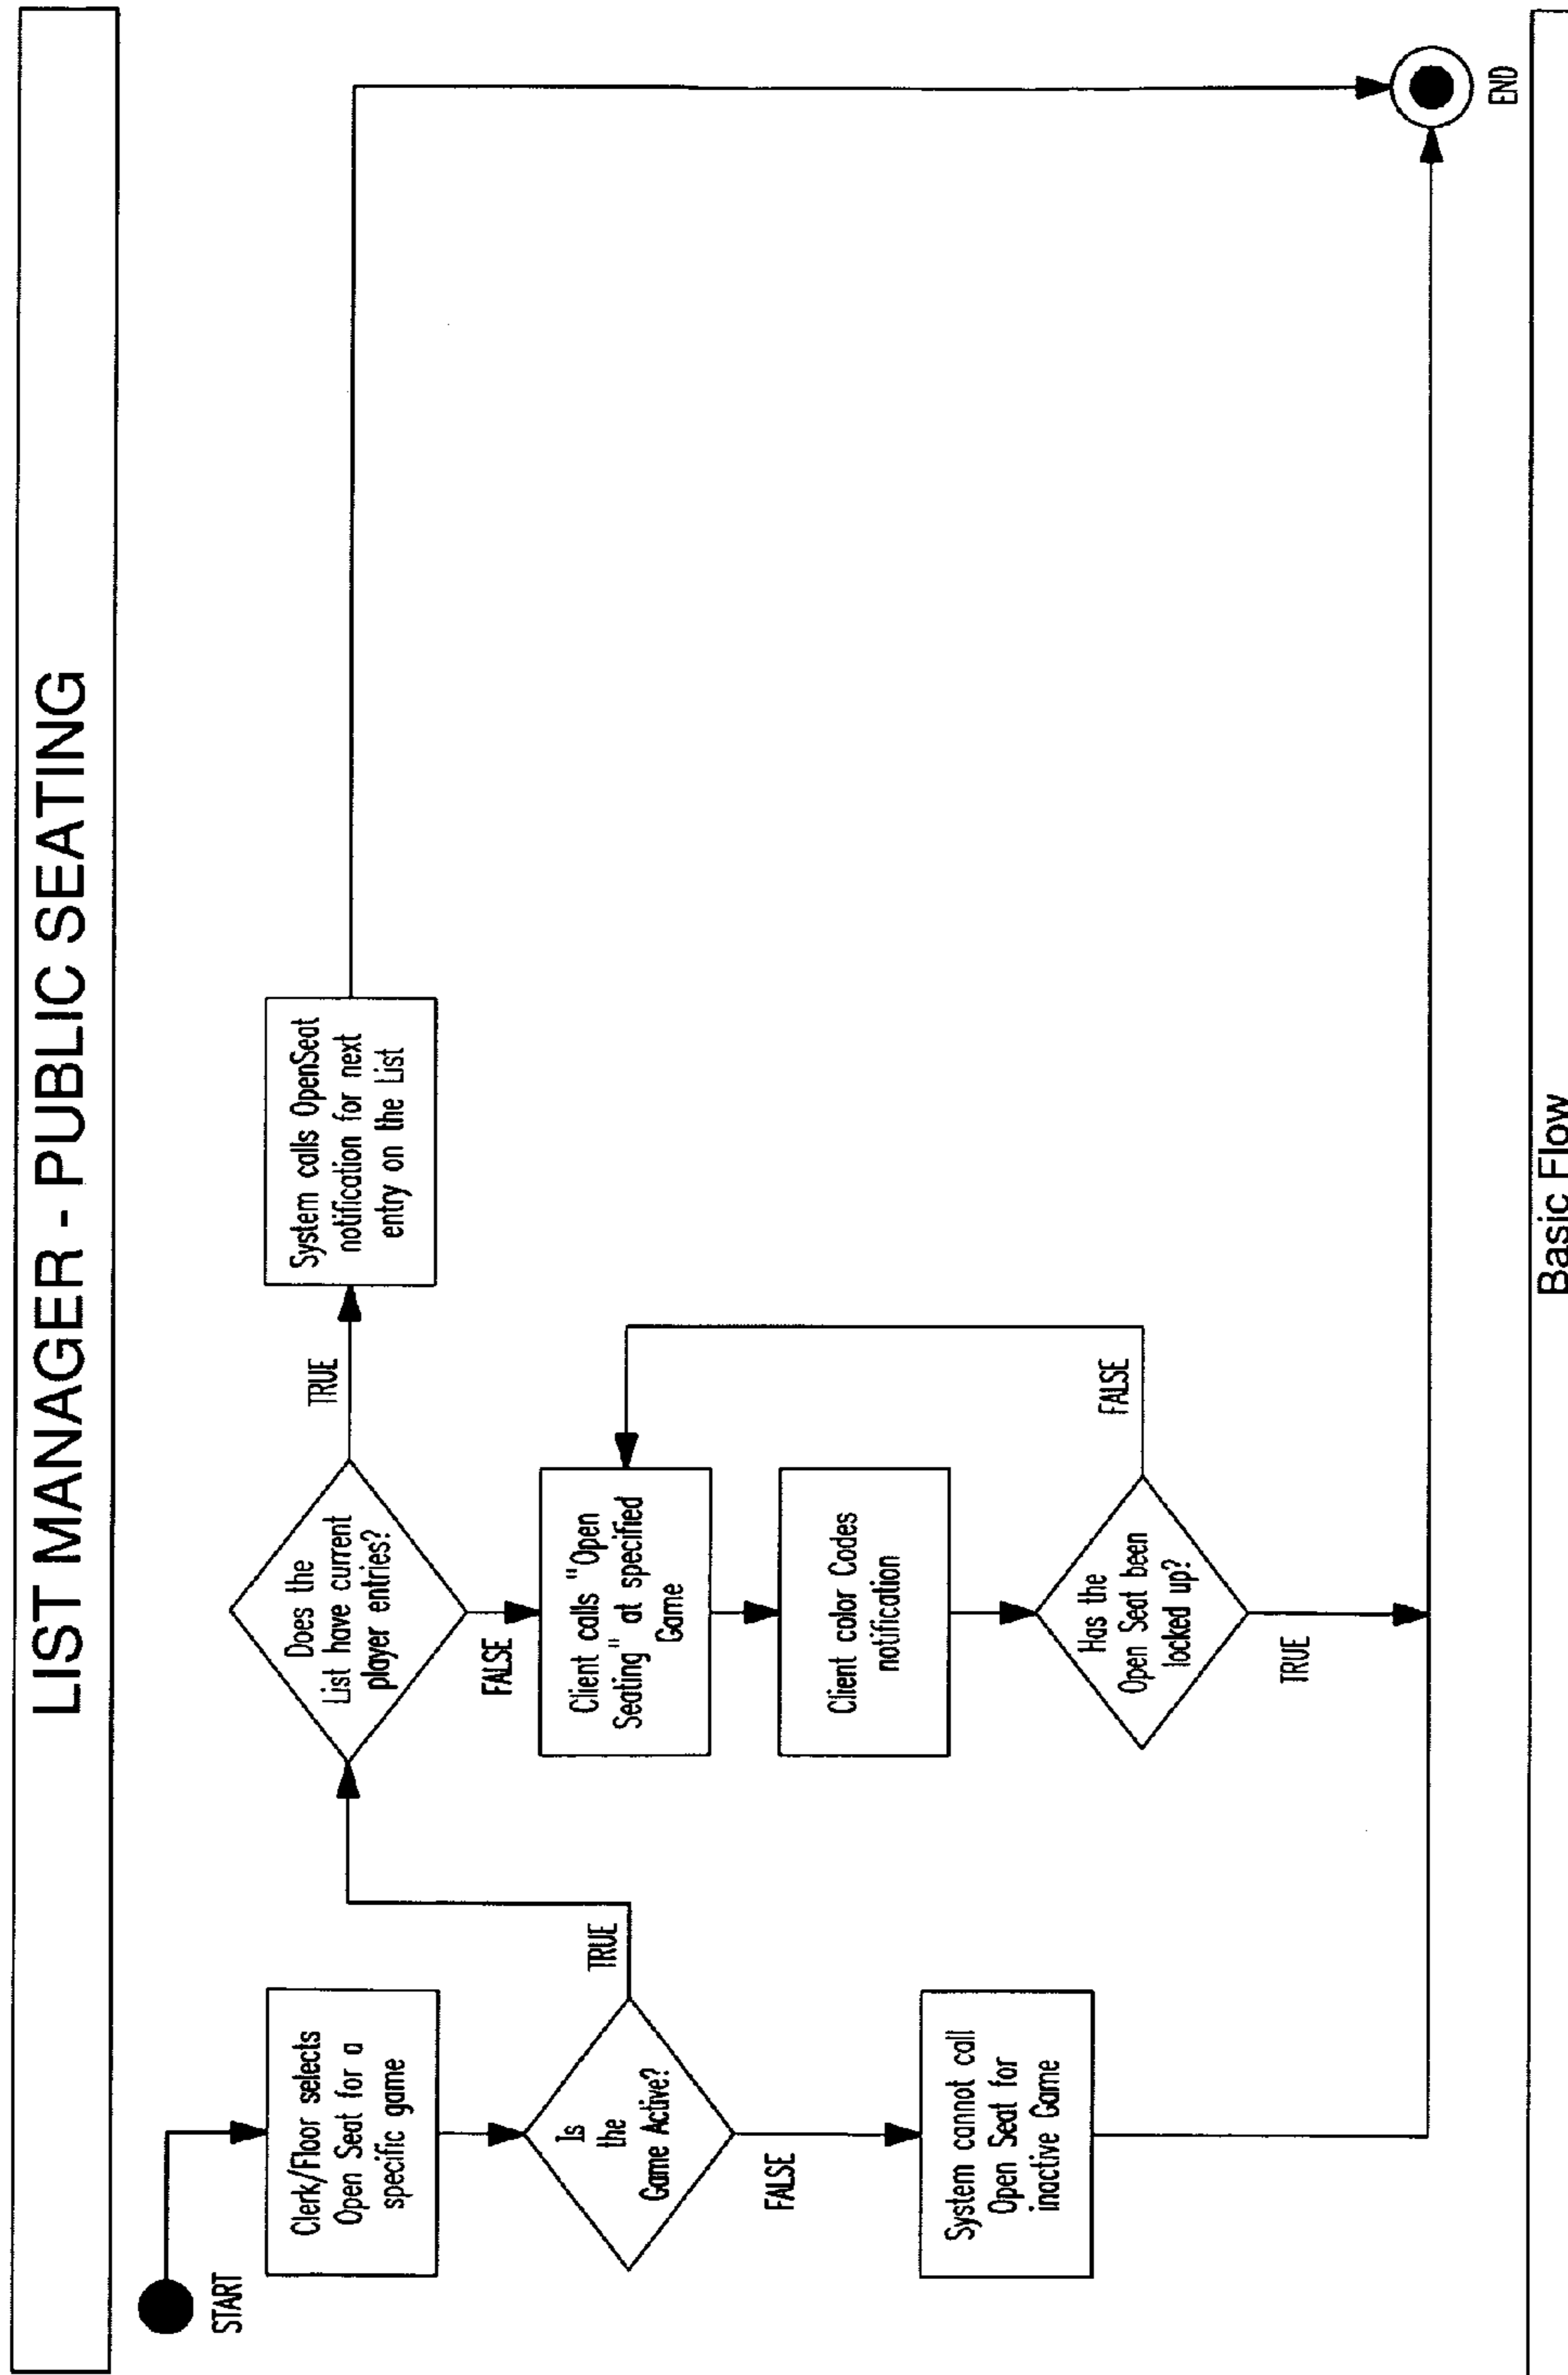 LIST MANAGER - PUBLIC SEATING
START
Clerk/Floor selects
Open Seat for a
specific game
Is
the
Game Active?
TRUE
FALSE
System cannot call
Open Seat for
inactive Game
Does the
List have current
player entries?
TRUE
FALSE
System calls OpenSeat
notification for next
entry on the List
Client calls "Open
Seating" at specified
Game
Client color Codes
notification
Has the
Open Seat been
locked up?
FALSE
TRUE
END
Basic Flow